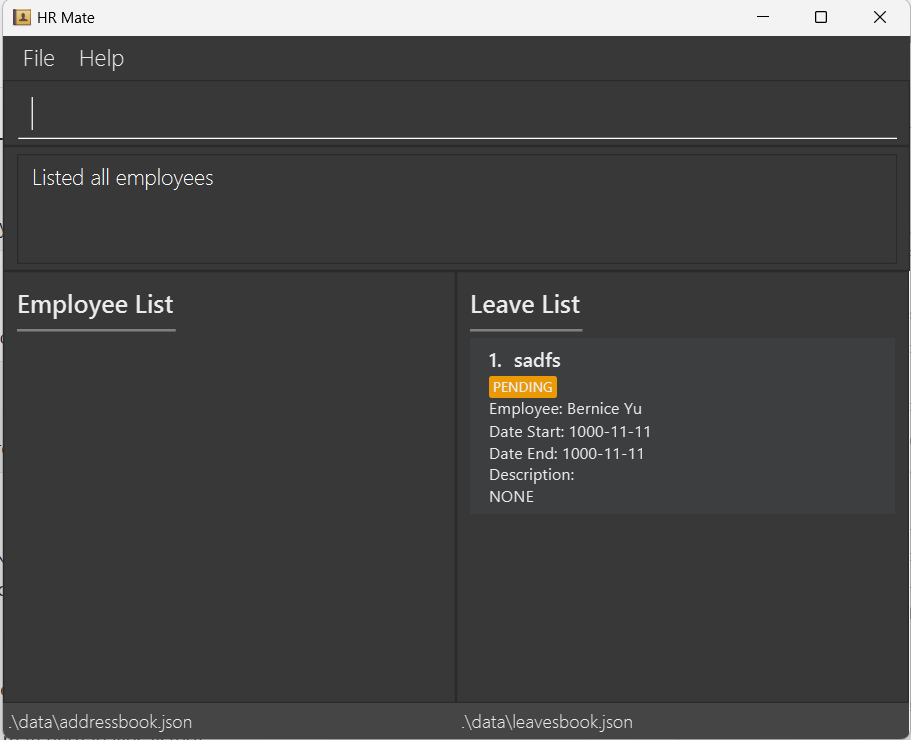 HR Mate
File Help
Listed all employees
Employee List
Leave List
1. sadfs
PENDING
Employee: Bernice Yu
Date Start: 1000-11-11
Date End: 1000-11-11
Description:
NONE
.\data\addressbook.json
.\data\leavesbook.json